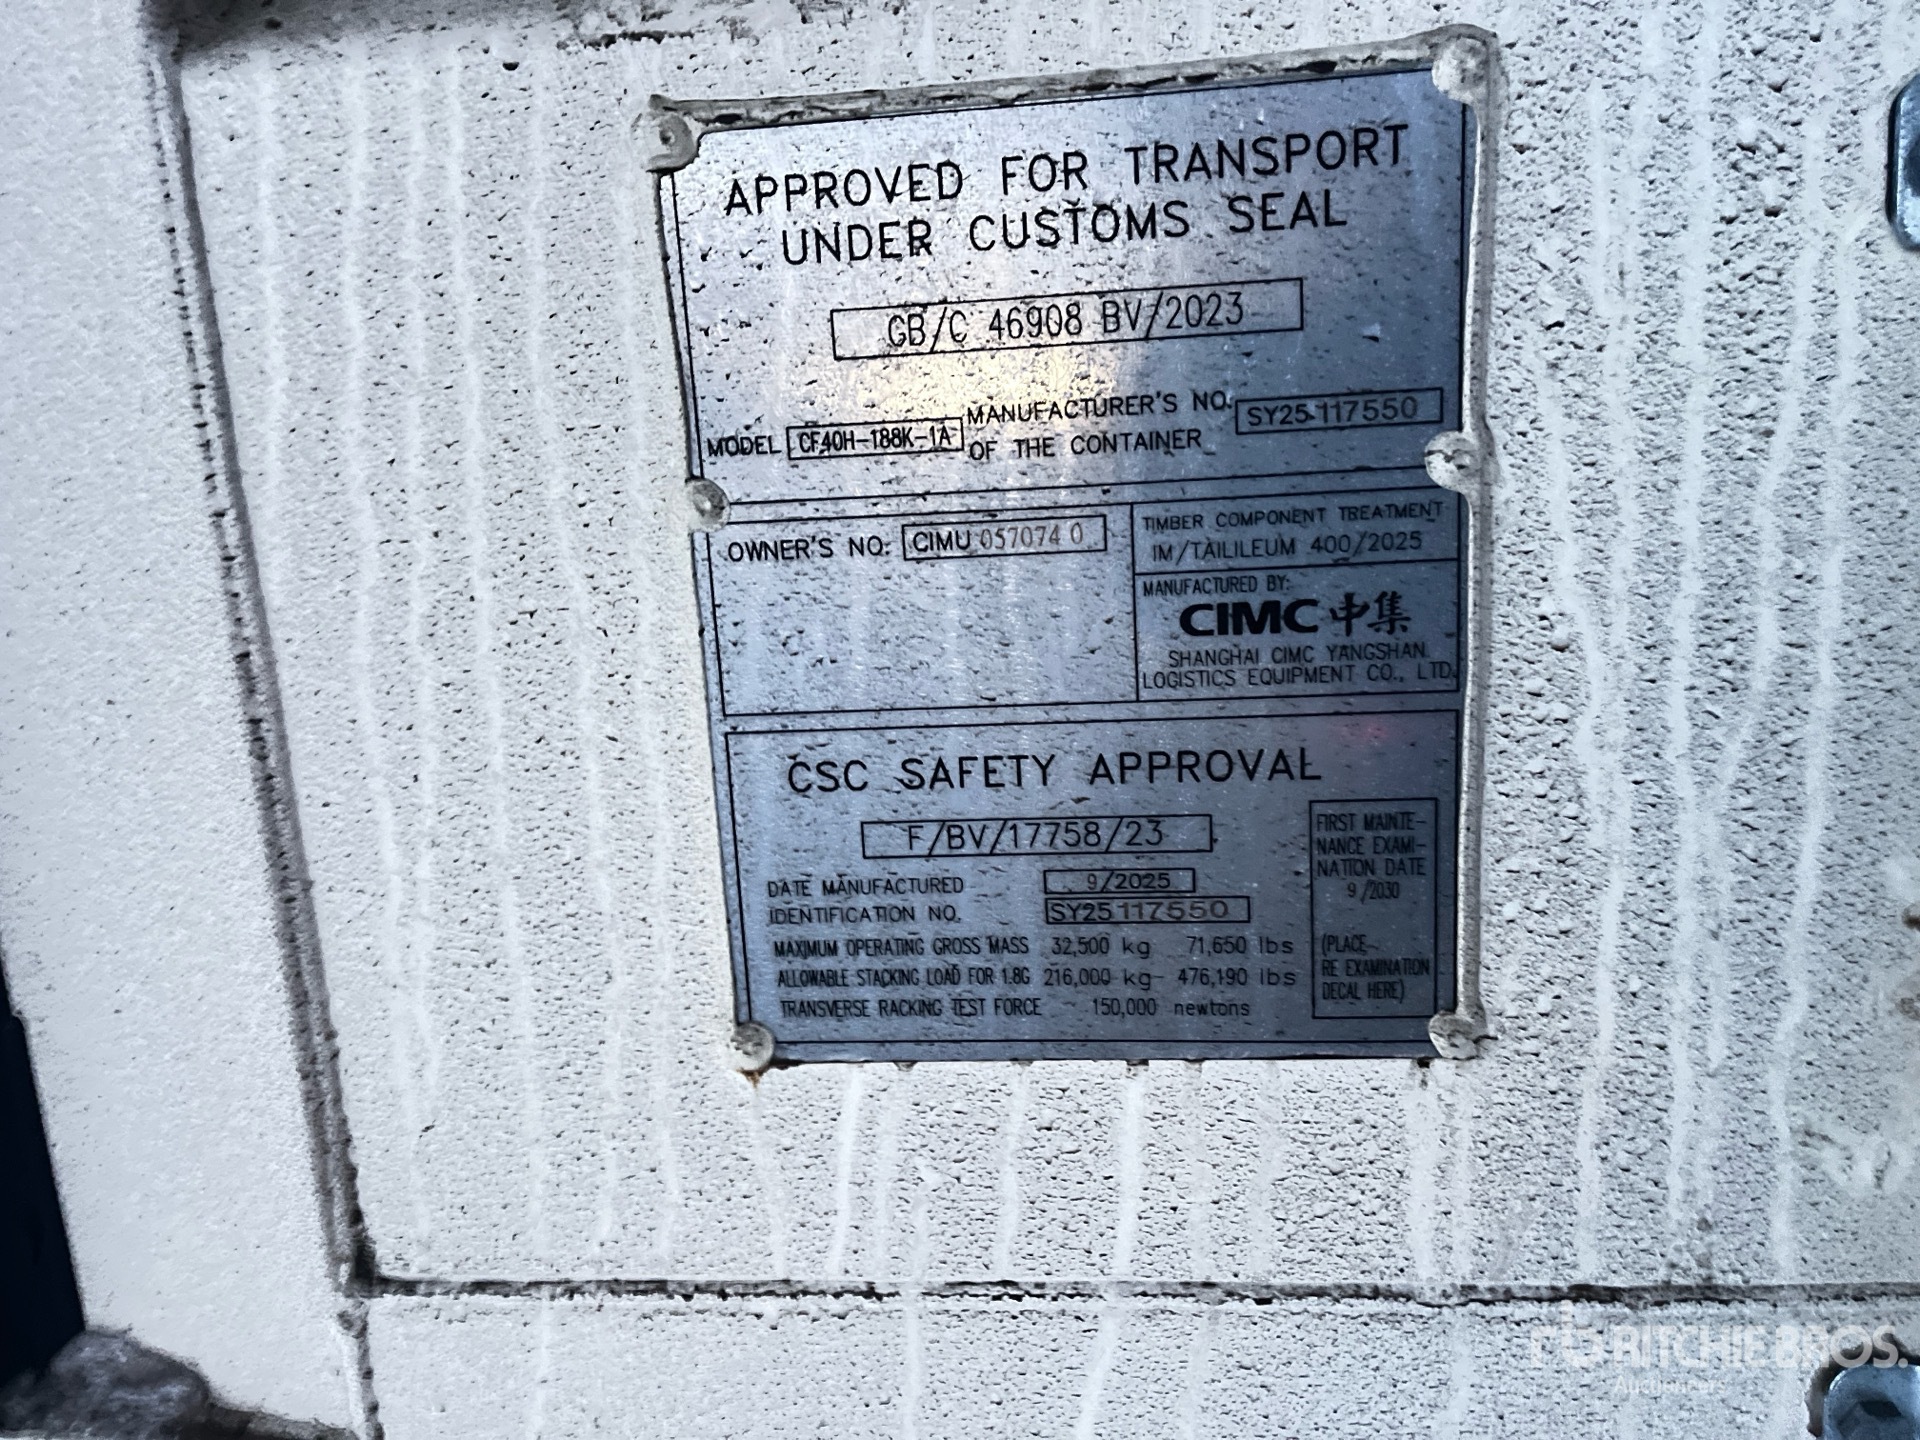 APPROVED FOR TRANSPORT
UNDER CUSTOMS SEAL
GB/C 46908 BV/2023
MODEL CF40H-188K-1A MANUFACTURER'S NO.
OF THE CONTAINER SY25 117550
OWNER'S NO: CIMU 057074 0
TIMBER COMPONENT TREATMENT
IM/TAILILEUM 400/2025
MANUFACTURED BY:
CIMC 中集
SHANGHAI CIMC YANGSHAN
LOGISTICS EQUIPMENT CO., LTD.
CSC SAFETY APPROVAL
F/BV/17758/23
DATE MANUFACTURED 9/2025
IDENTIFICATION NO. SY25 117550
MAXIMUM OPERATING GROSS MASS 32,500 kg 71,650 lbs
ALLOWABLE STACKING LOAD FOR 1.8G 216,000 kg 476,190 lbs
TRANSVERSE RACKING TEST FORCE 150,000 newtons
FIRST MAINTE-
NANCE EXAMI-
NATION DATE
9/2030
(PLACE
RE EXAMINATION
DECAL HERE)
rb RITCHIE BROS.
Auctioneers